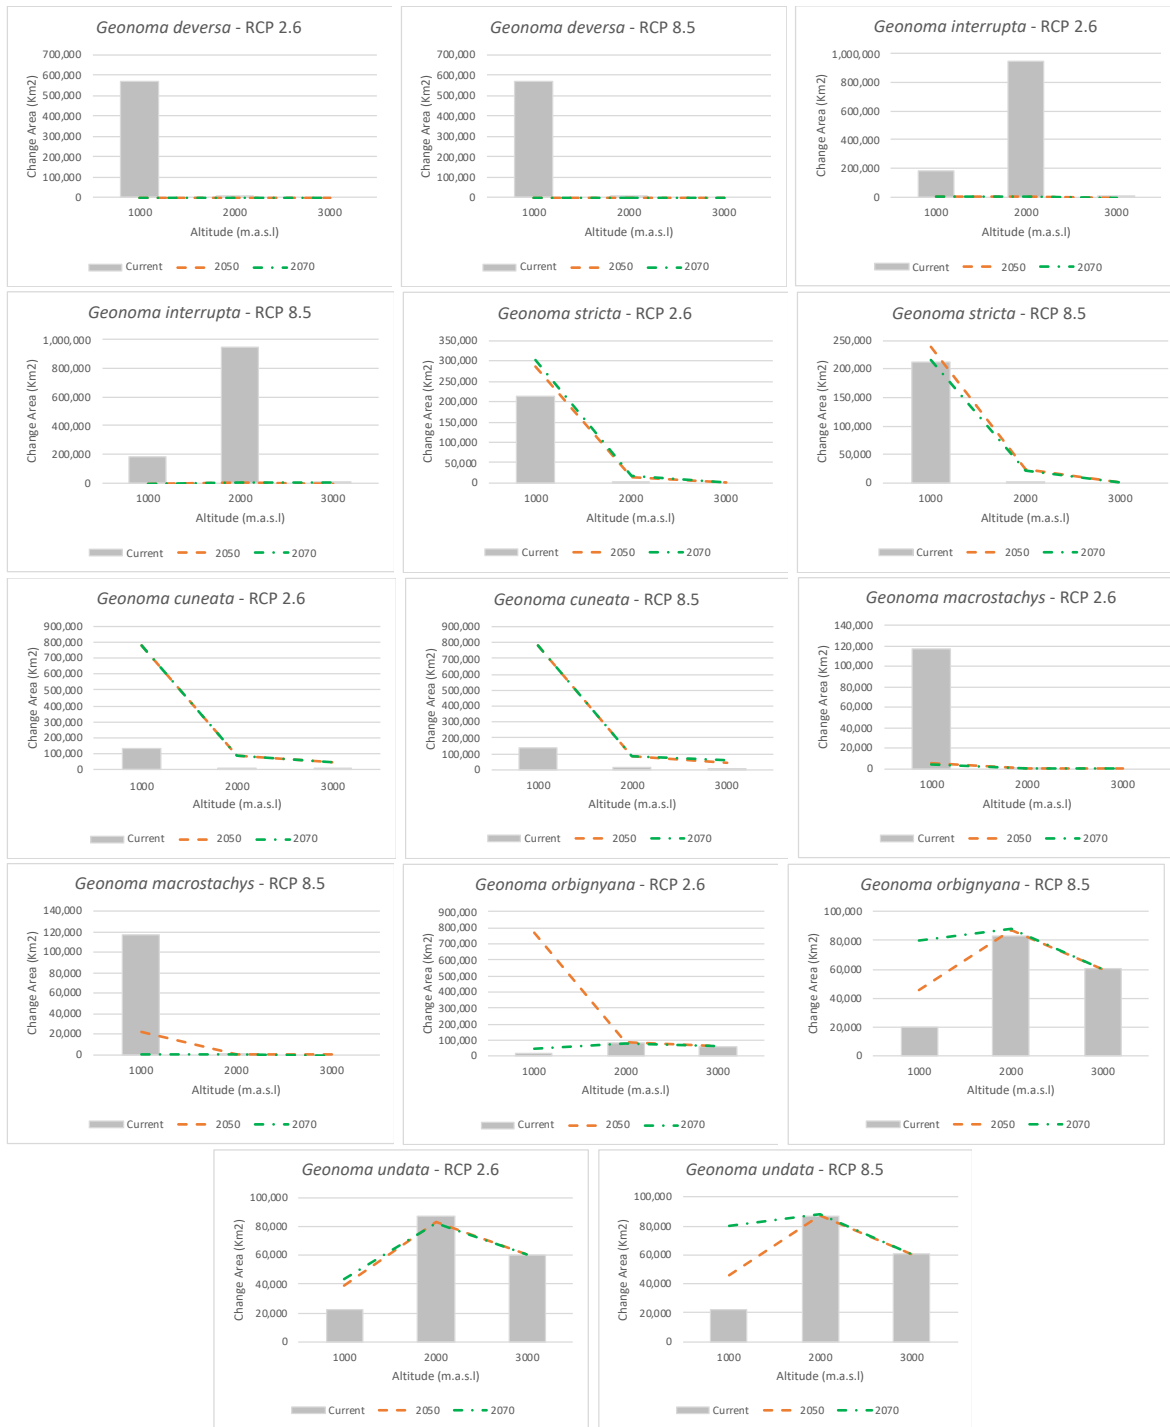 Geonoma deversa - RCP 2.6
Change Area (Km2)
700,000
600,000
500,000
400,000
300,000
200,000
100,000
0
1000 2000 3000
Altitude (m.a.s.l)
Current 2050 2070
Geonoma deversa - RCP 8.5
Change Area (Km2)
700,000
600,000
500,000
400,000
300,000
200,000
100,000
0
1000 2000 3000
Altitude (m.a.s.l)
Current 2050 2070
Geonoma interrupta - RCP 2.6
Change Area (Km2)
1,000,000
800,000
600,000
400,000
200,000
0
1000 2000 3000
Altitude (m.a.s.l)
Current 2050 2070
Geonoma interrupta - RCP 8.5
Change Area (Km2)
1,000,000
800,000
600,000
400,000
200,000
0
1000 2000 3000
Altitude (m.a.s.l)
Current 2050 2070
Geonoma stricta - RCP 2.6
Change Area (Km2)
350,000
300,000
250,000
200,000
150,000
100,000
50,000
0
1000 2000 3000
Altitude (m.a.s.l)
Current 2050 2070
Geonoma stricta - RCP 8.5
Change Area (Km2)
250,000
200,000
150,000
100,000
50,000
0
1000 2000 3000
Altitude (m.a.s.l)
Current 2050 2070
Geonoma cuneata - RCP 2.6
Change Area (Km2)
900,000
800,000
700,000
600,000
500,000
400,000
300,000
200,000
100,000
0
1000 2000 3000
Altitude (m.a.s.l)
Current 2050 2070
Geonoma cuneata - RCP 8.5
Change Area (Km2)
900,000
800,000
700,000
600,000
500,000
400,000
300,000
200,000
100,000
0
1000 2000 3000
Altitude (m.a.s.l)
Current 2050 2070
Geonoma macrostachys - RCP 2.6
Change Area (Km2)
140,000
120,000
100,000
80,000
60,000
40,000
20,000
0
1000 2000 3000
Altitude (m.a.s.l)
Current 2050 2070
Geonoma macrostachys - RCP 8.5
Change Area (Km2)
140,000
120,000
100,000
80,000
60,000
40,000
20,000
0
1000 2000 3000
Altitude (m.a.s.l)
Current 2050 2070
Geonoma orbignyana - RCP 2.6
Change Area (Km2)
900,000
800,000
700,000
600,000
500,000
400,000
300,000
200,000
100,000
0
1000 2000 3000
Altitude (m.a.s.l)
Current 2050 2070
Geonoma orbignyana - RCP 8.5
Change Area (Km2)
100,000
80,000
60,000
40,000
20,000
0
1000 2000 3000
Altitude (m.a.s.l)
Current 2050 2070
Geonoma undata - RCP 2.6
Change Area (Km2)
100,000
80,000
60,000
40,000
20,000
0
1000 2000 3000
Altitude (m.a.s.l)
Current 2050 2070
Geonoma undata - RCP 8.5
Change Area (Km2)
100,000
80,000
60,000
40,000
20,000
0
1000 2000 3000
Altitude (m.a.s.l)
Current 2050 2070